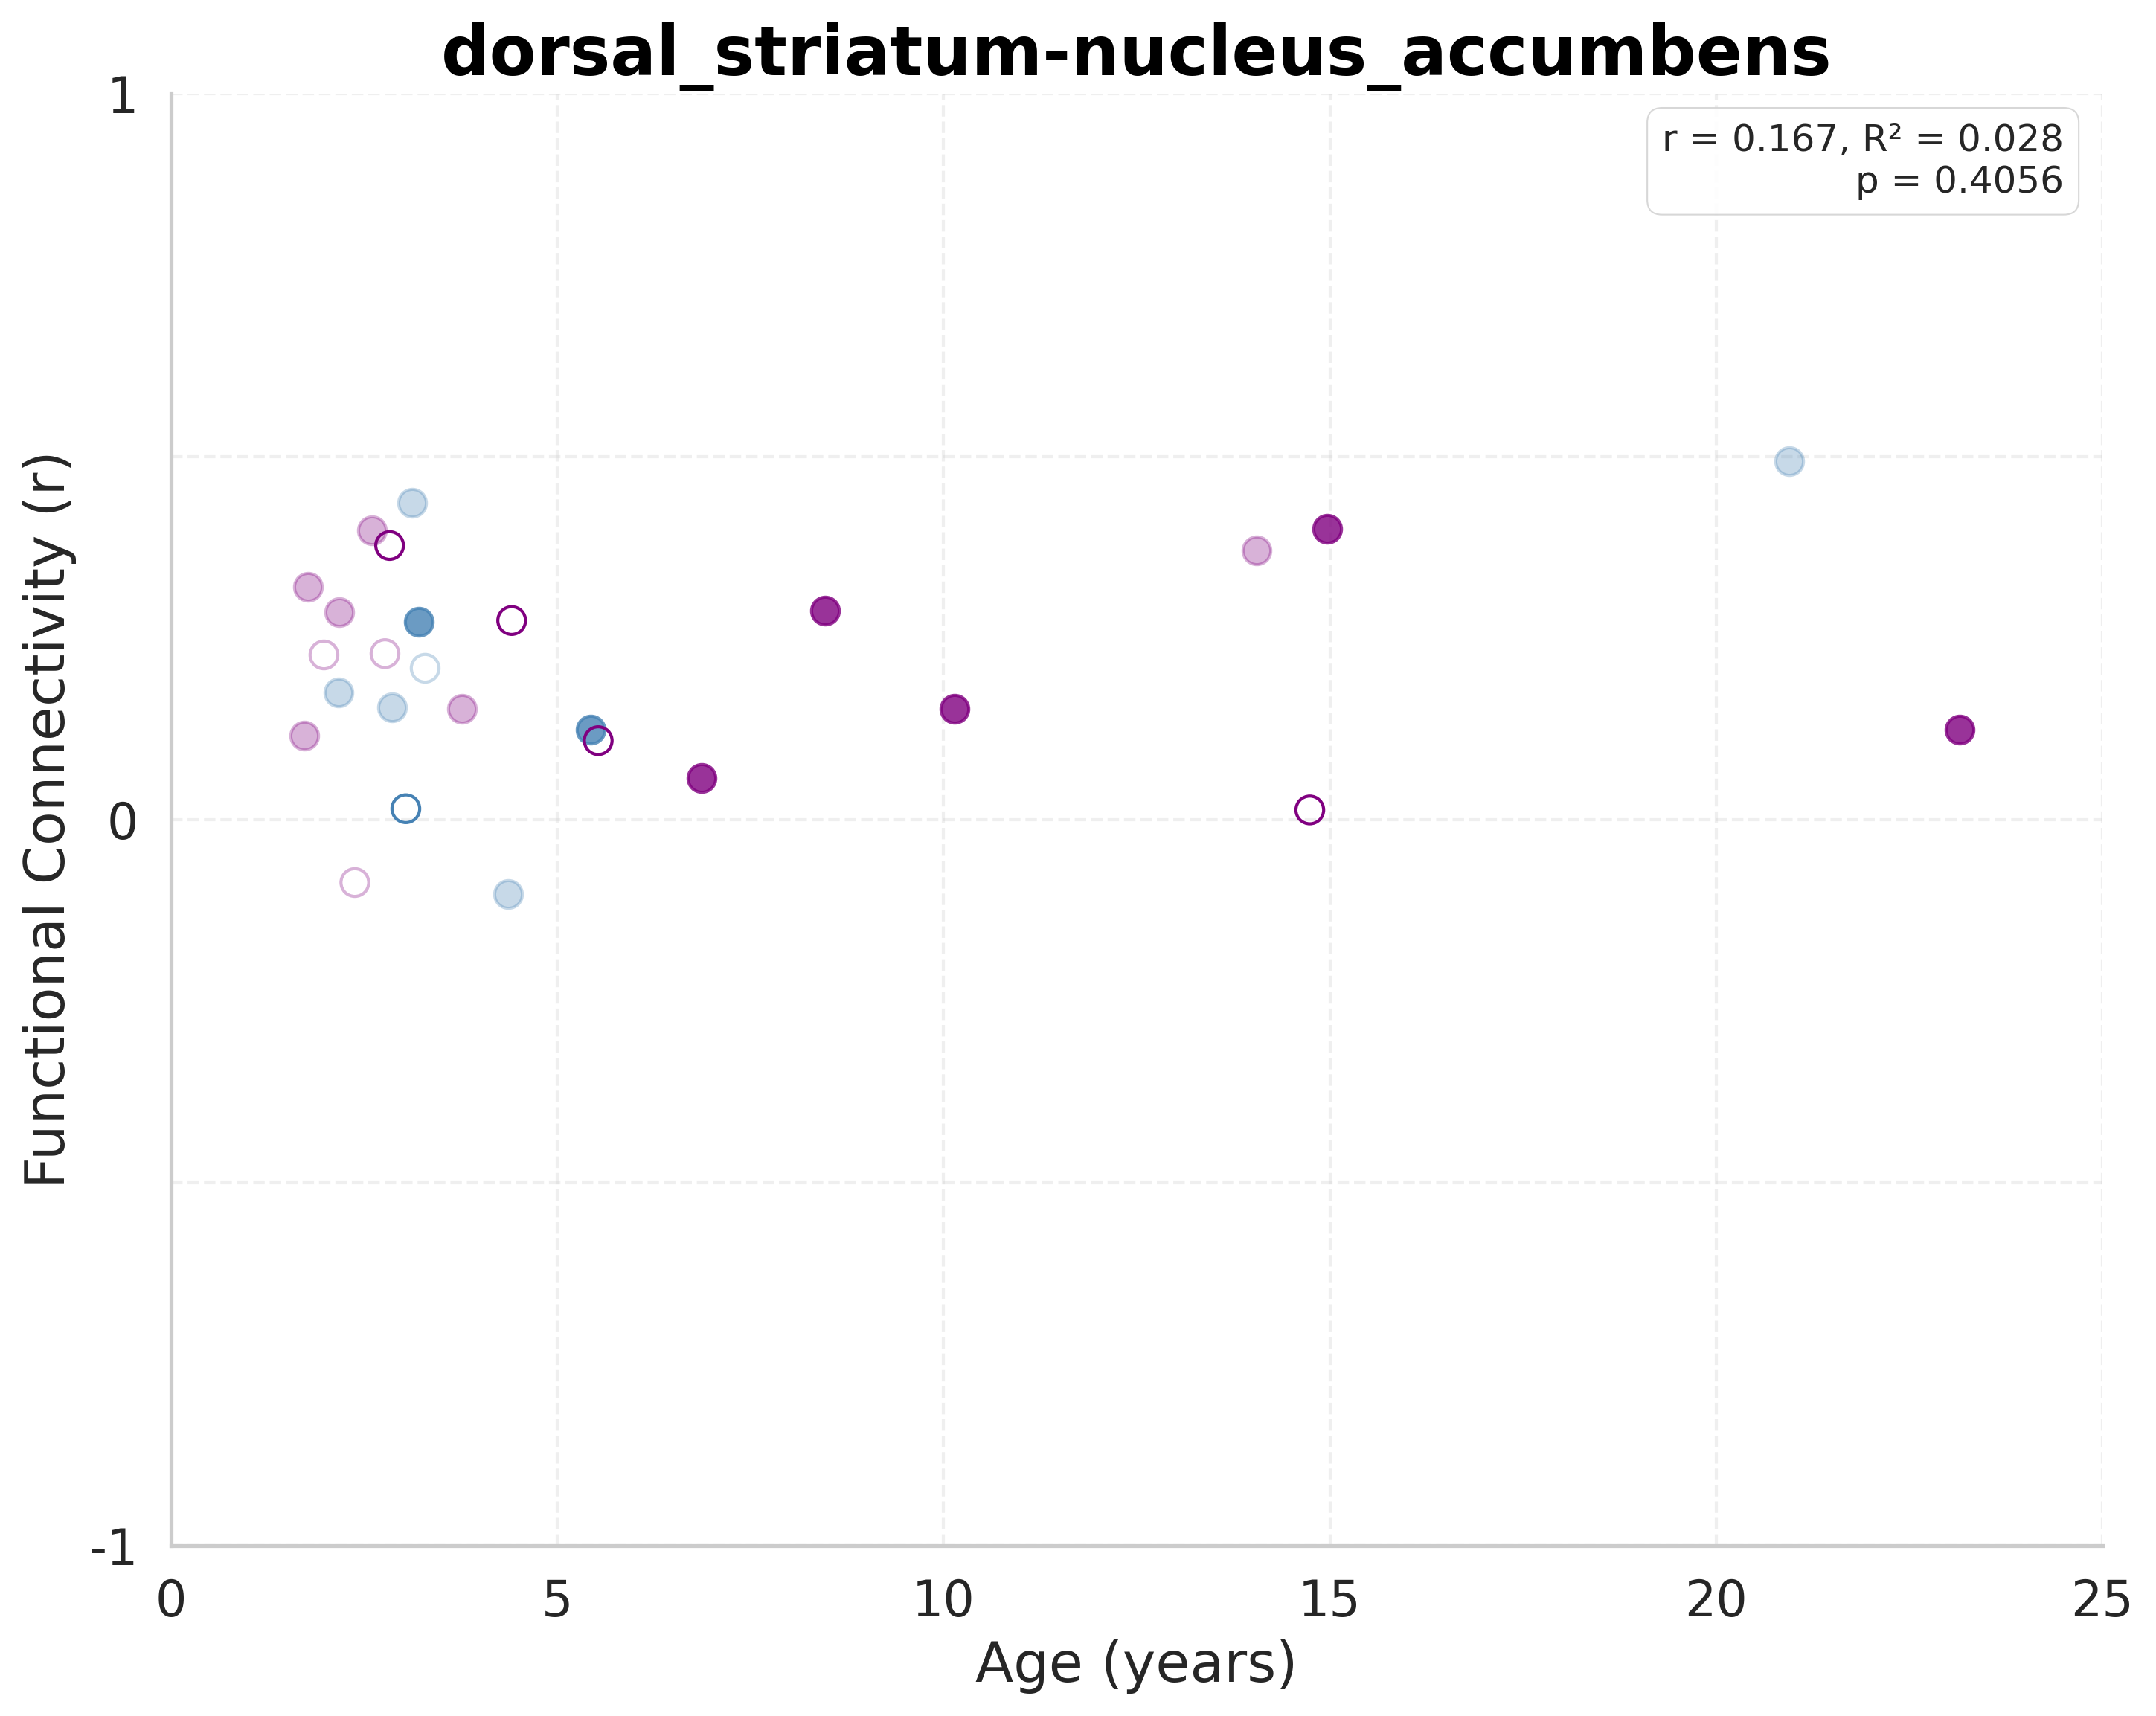 dorsal_striatum-nucleus_accumbens
r = 0.167, R² = 0.028
p = 0.4056
Functional Connectivity (r)
1
0
-1
0 5 10 15 20 25
Age (years)